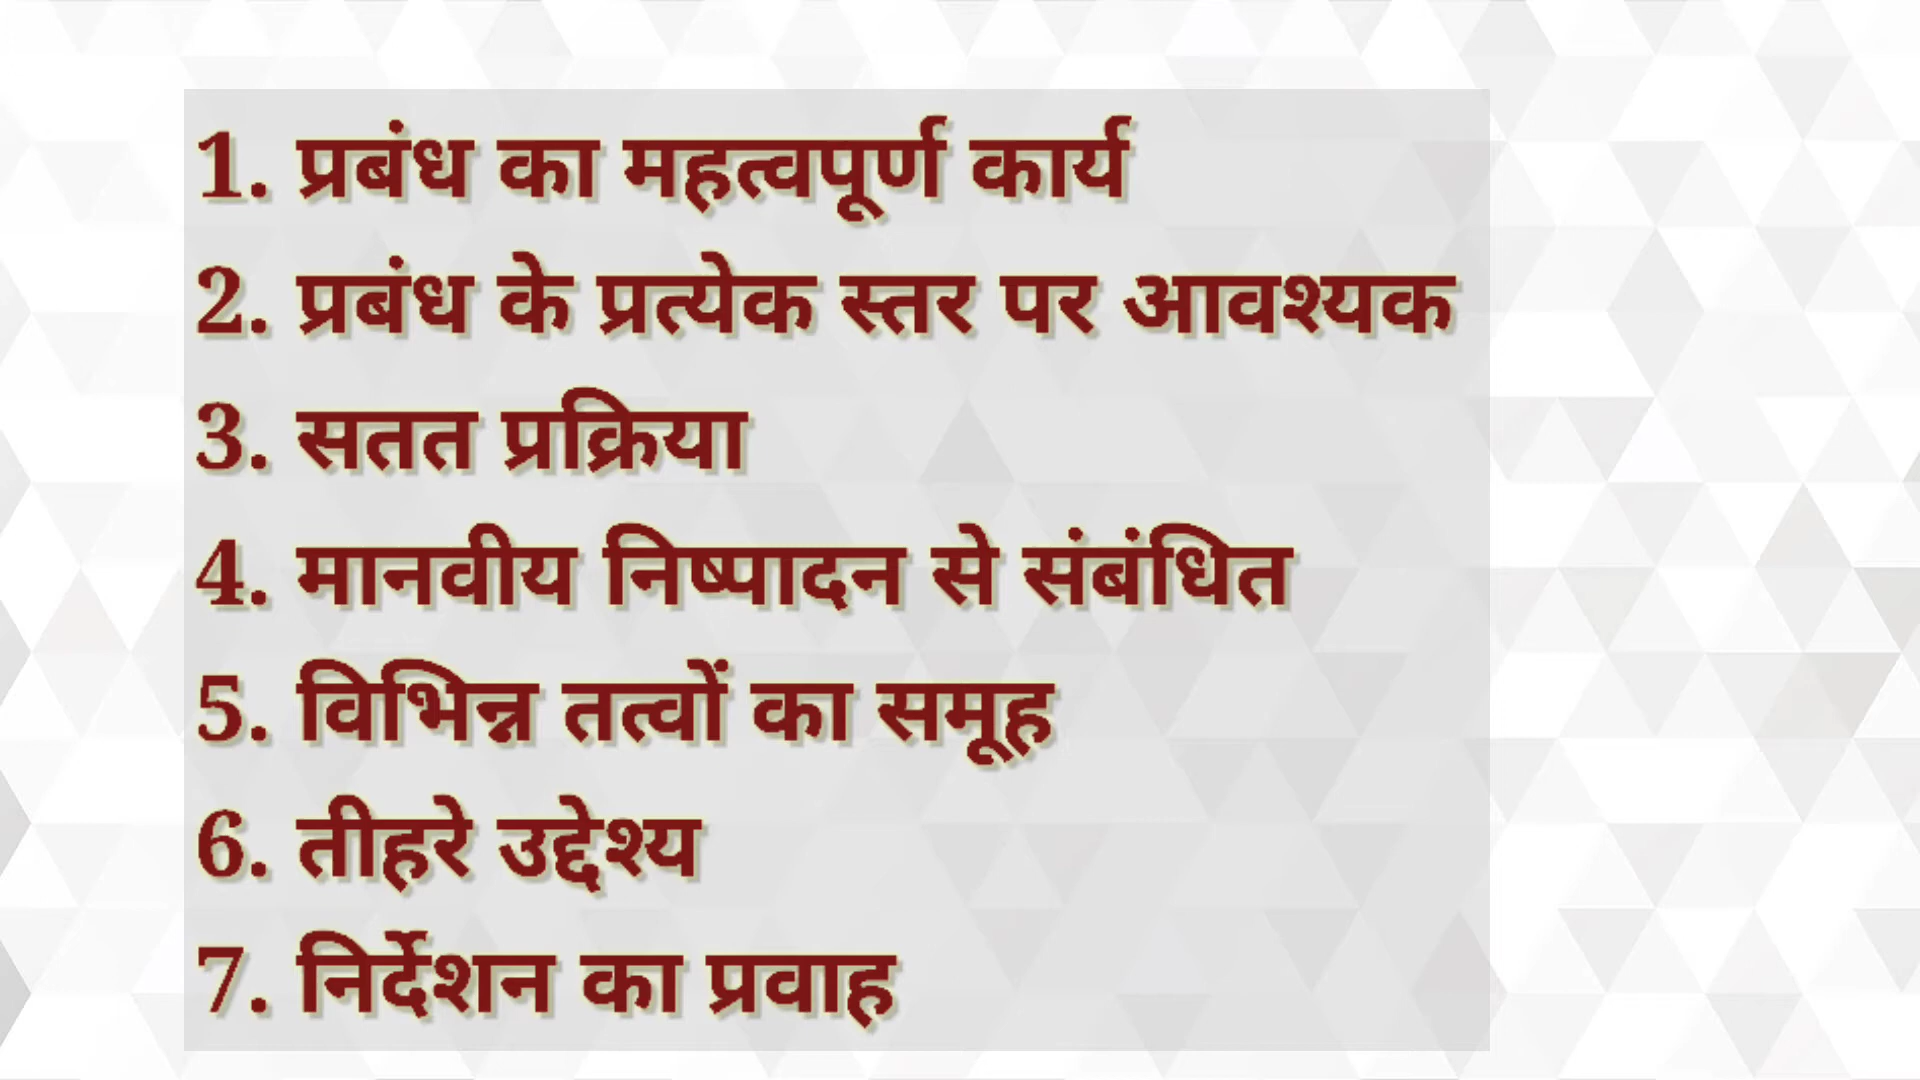 1. प्रबंध का महत्वपूर्ण कार्य
2. प्रबंध के प्रत्येक स्तर पर आवश्यक
3. सतत प्रक्रिया
4. मानवीय निष्पादन से संबंधित
5. विभिन्न तत्वों का समूह
6. तीहरे उद्देश्य
7. निर्देशन का प्रवाह